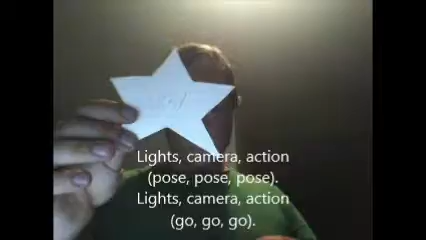 Lights, camera, action
(pose, pose, pose).
Lights, camera, action
(go, go, go).